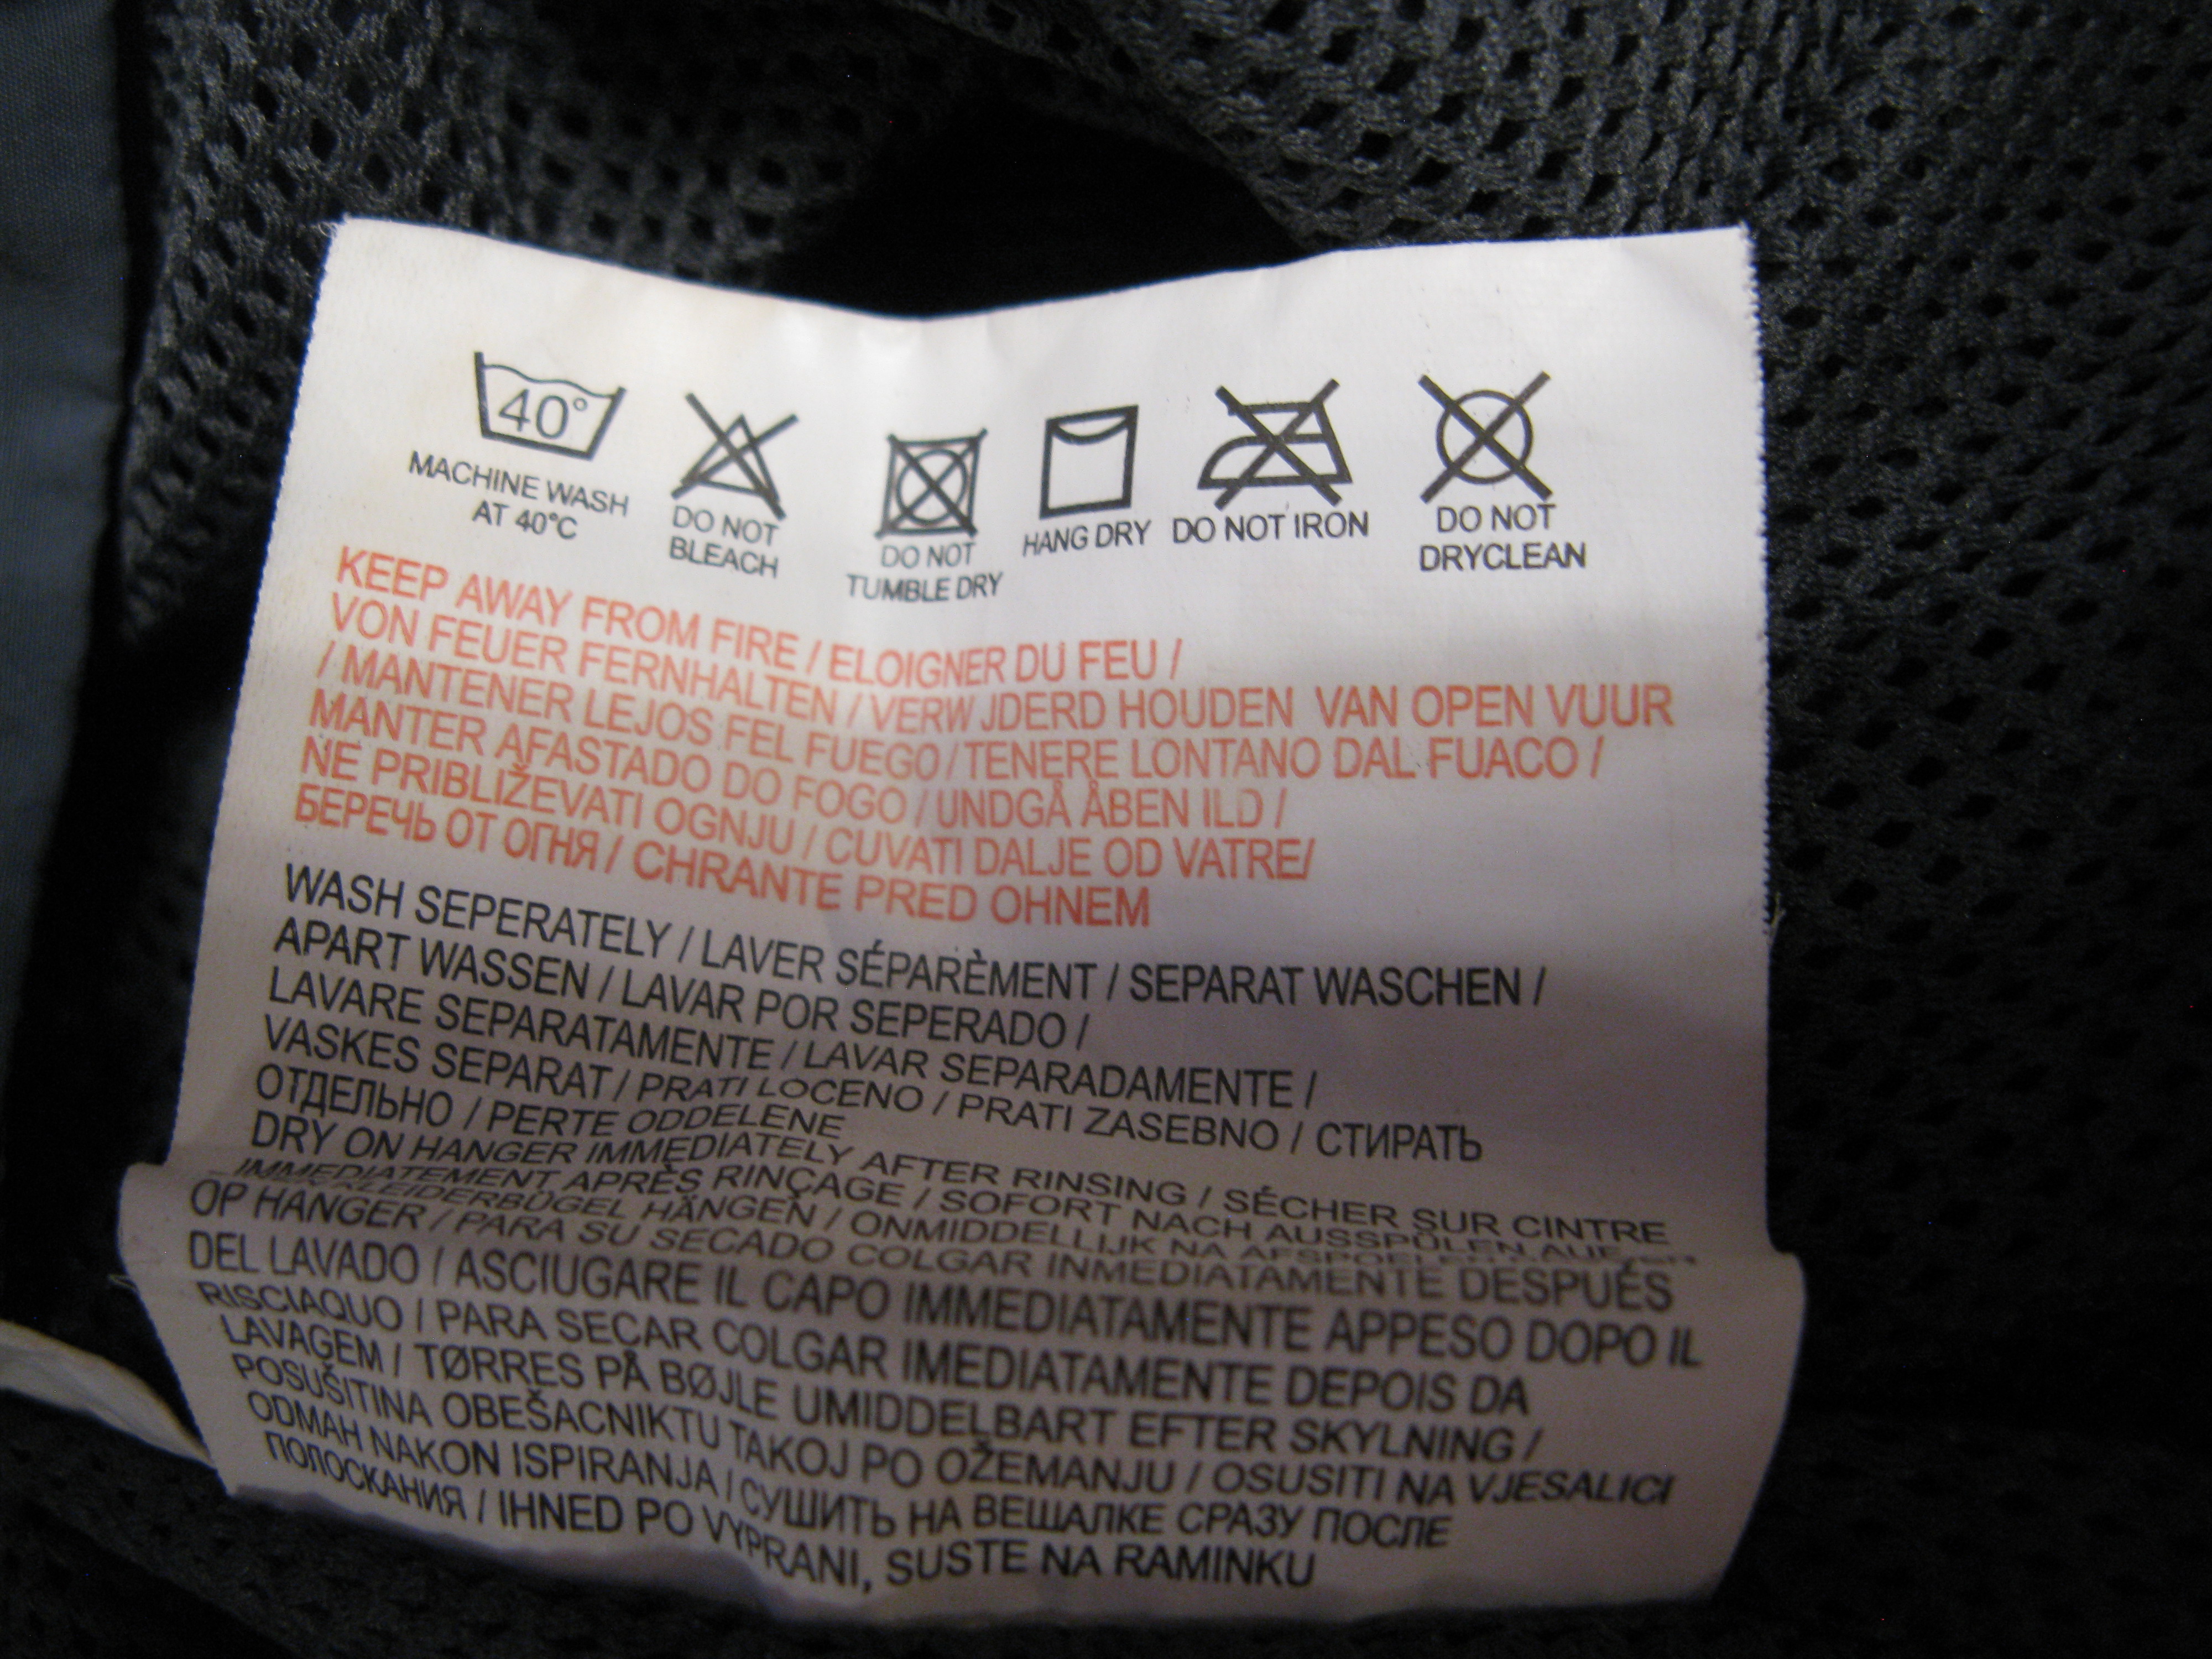 40°
MACHINE WASH
AT 40°C
DO NOT
BLEACH
DO NOT
TUMBLE DRY
HANG DRY
DO NOT IRON
DO NOT
DRYCLEAN
KEEP AWAY FROM FIRE / ELOIGNER DU FEU /
VON FEUER FERNHALTEN / VERW JDERD HOUDEN VAN OPEN VUUR
/ MANTENER LEJOS FEL FUEGO / TENERE LONTANO DAL FUACO /
MANTER AFASTADO DO FOGO / UNDGÅ ÅBEN ILD /
NE PRIBLIŽEVATI OGNJU / CUVATI DALJE OD VATRE/
БЕРЕЧЬ ОТ ОГНЯ / CHRANTE PRED OHNEM
WASH SEPERATELY / LAVER SÉPARÈMENT / SEPARAT WASCHEN /
APART WASSEN / LAVAR POR SEPERADO /
LAVARE SEPARATAMENTE / LAVAR SEPARADAMENTE /
VASKES SEPARAT / PRATI LOCENO / PRATI ZASEBNO / СТИРАТЬ
ОТДЕЛЬНО / PERTE ODDELENE
DRY ON HANGER IMMEDIATELY AFTER RINSING / SÉCHER SUR CINTRE
IMMEDIATEMENT APRÈS RINÇAGE / SOFORT NACH AUSSPÜLEN AUF
HÄNGEN / ONMIDDELLIJK NA
OP HANGER / PARA SU SECADO COLGAR INMEDIATAMENTE DESPUÉS
DEL LAVADO / ASCIUGARE IL CAPO IMMEDIATAMENTE APPESO DOPO IL
RISCIAQUO / PARA SECAR COLGAR IMEDIATAMENTE DEPOIS DA
LAVAGEM / TØRRES PÅ BØJLE UMIDDELBART EFTER SKYLNING /
POSUŠITINA OBEŠACNIKTU TAKOJ PO OŽEMANJU / OSUSITI NA VJESALICI
ODMAH NAKON ISPIRANJA / СУШИТЬ НА ВЕШАЛКЕ СРАЗУ ПОСЛЕ
ПОЛОСКАНИЯ / IHNED PO VYPRANI, SUSTE NA RAMINKU